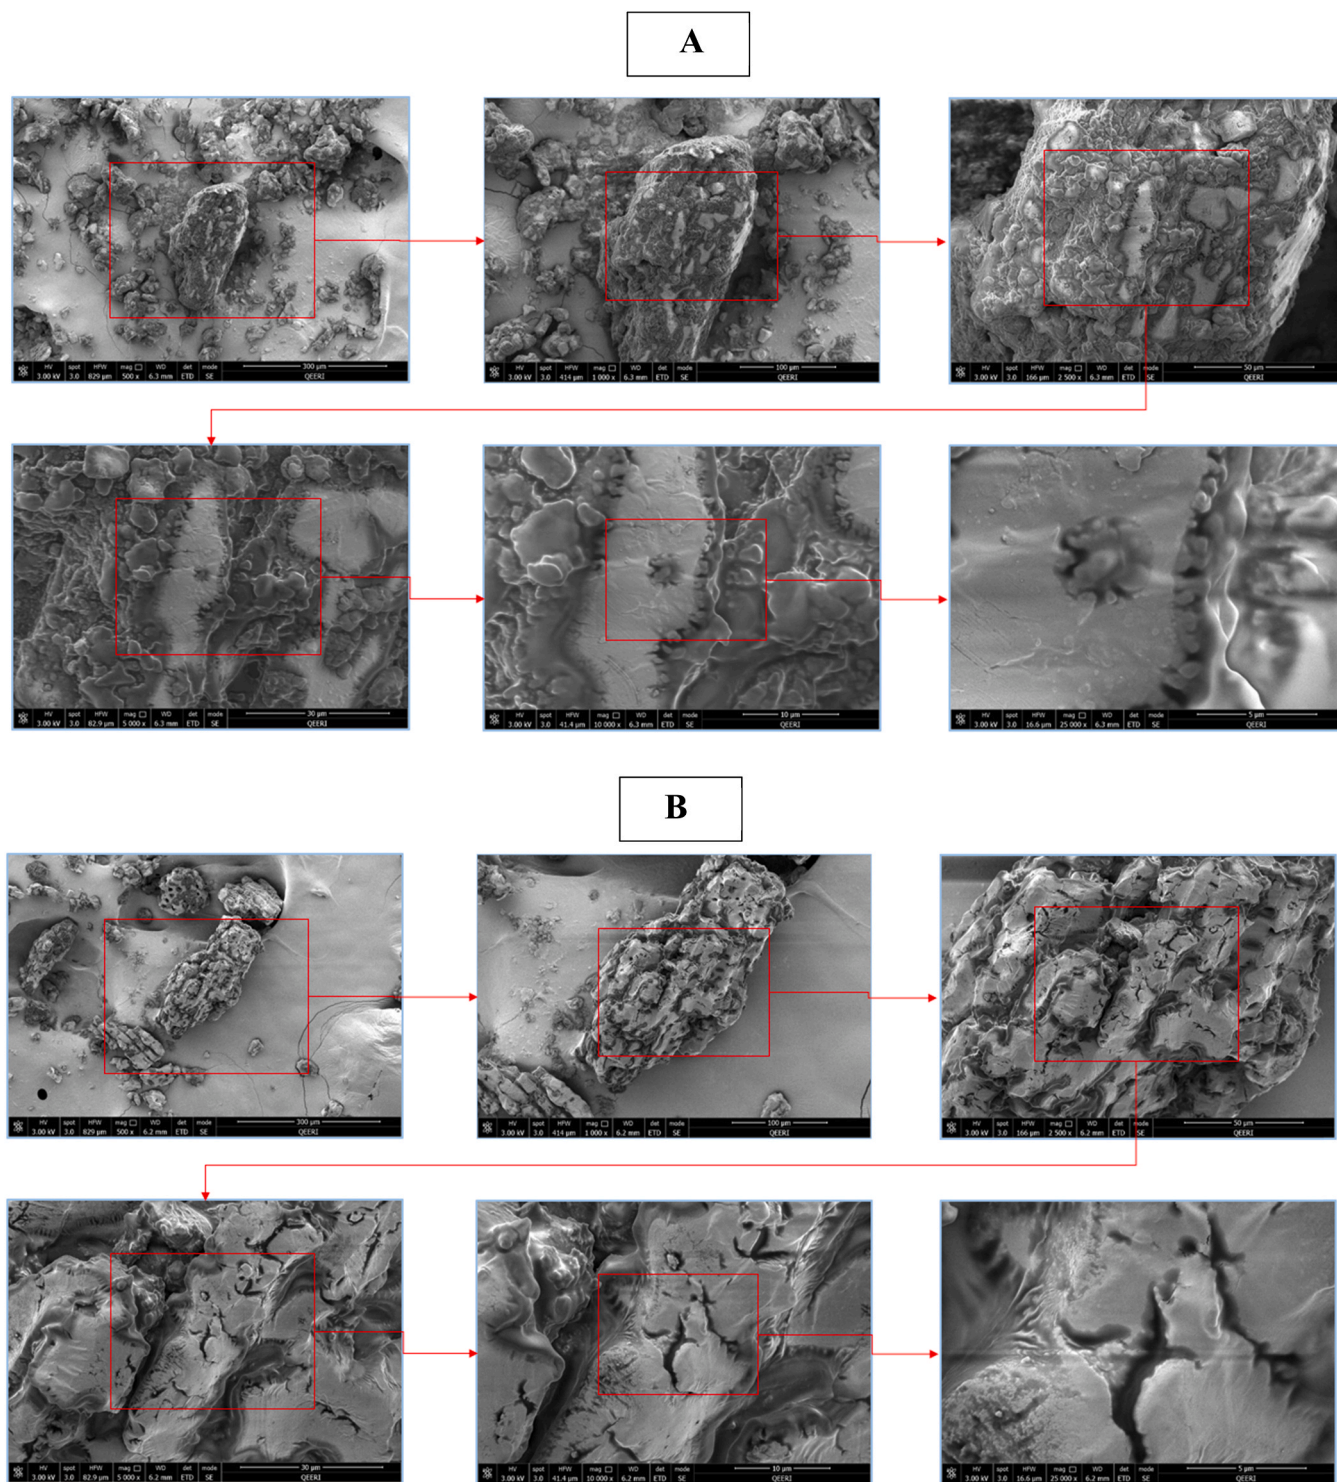 A
HV spot HFW mag WD det mode 300 µm
3.00 kV 3.0 829 µm 500 x 6.3 mm ETD SE QEERI
HV spot HFW mag WD det mode 100 µm
3.00 kV 3.0 414 µm 1 000 x 6.3 mm ETD SE QEERI
HV spot HFW mag WD det mode 50 µm
3.00 kV 3.0 166 µm 2 500 x 6.3 mm ETD SE QEERI
HV spot HFW mag WD det mode 30 µm
3.00 kV 3.0 82.9 µm 5 000 x 6.3 mm ETD SE QEERI
HV spot HFW mag WD det mode 10 µm
3.00 kV 3.0 41.4 µm 10 000 x 6.3 mm ETD SE QEERI
HV spot HFW mag WD det mode 5 µm
3.00 kV 3.0 16.6 µm 25 000 x 6.3 mm ETD SE QEERI
B
HV spot HFW mag WD det mode 300 µm
3.00 kV 3.0 829 µm 500 x 6.2 mm ETD SE QEERI
HV spot HFW mag WD det mode 100 µm
3.00 kV 3.0 414 µm 1 000 x 6.2 mm ETD SE QEERI
HV spot HFW mag WD det mode 50 µm
3.00 kV 3.0 166 µm 2 500 x 6.2 mm ETD SE QEERI
HV spot HFW mag WD det mode 30 µm
3.00 kV 3.0 82.9 µm 5 000 x 6.2 mm ETD SE QEERI
HV spot HFW mag WD det mode 10 µm
3.00 kV 3.0 41.4 µm 10 000 x 6.2 mm ETD SE QEERI
HV spot HFW mag WD det mode 5 µm
3.00 kV 3.0 16.6 µm 25 000 x 6.2 mm ETD SE QEERI